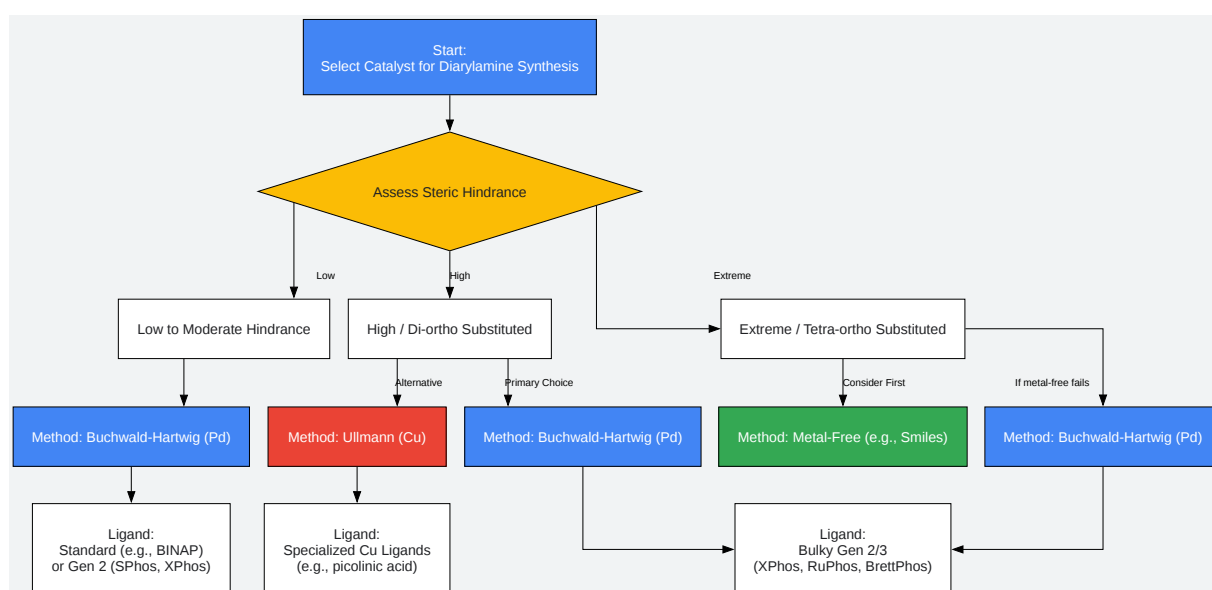 Start:
Select Catalyst for Diarylamine Synthesis
Assess Steric Hindrance
Low
High
Extreme
Low to Moderate Hindrance
High / Di-ortho Substituted
Extreme / Tetra-ortho Substituted
Alternative
Primary Choice
Consider First
If metal-free fails
Method: Buchwald-Hartwig (Pd)
Method: Ullmann (Cu)
Method: Buchwald-Hartwig (Pd)
Method: Metal-Free (e.g., Smiles)
Method: Buchwald-Hartwig (Pd)
Ligand:
Standard (e.g., BINAP)
or Gen 2 (SPhos, XPhos)
Ligand:
Specialized Cu Ligands
(e.g., picolinic acid)
Ligand:
Bulky Gen 2/3
(XPhos, RuPhos, BrettPhos)